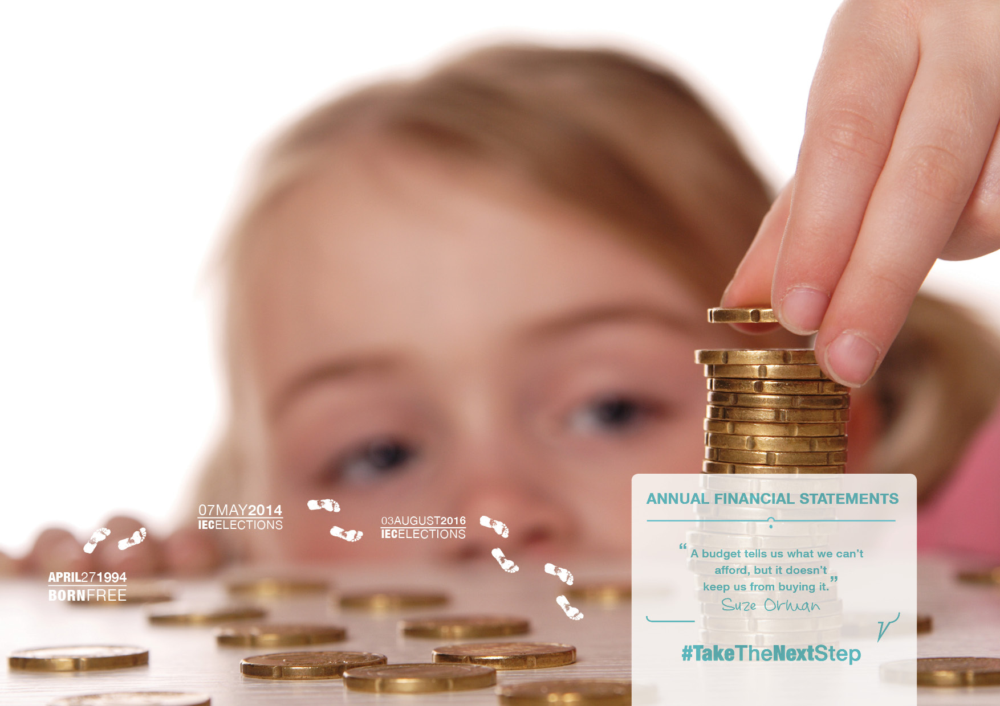 07MAY2014
IECELECTIONS
03AUGUST2016
IECELECTIONS
APRIL271994
BORNFREE
ANNUAL FINANCIAL STATEMENTS
“ A budget tells us what we can’t
afford, but it doesn’t
keep us from buying it.”
Suze Orman
#TakeTheNextStep